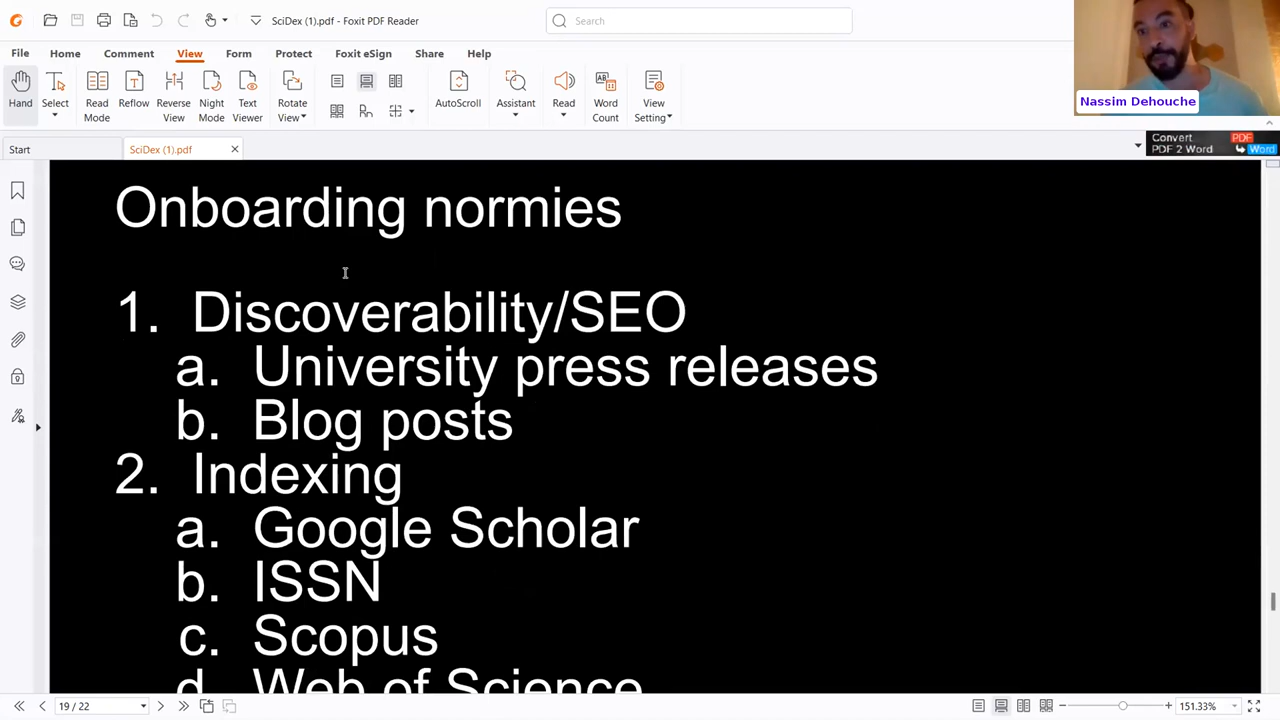 SciDex (1).pdf - Foxit PDF Reader
Search
File Home Comment View Form Protect Foxit eSign Share Help
Hand
Select
Read Mode
Reflow
Reverse View
Night Mode
Text Viewer
Rotate View
AutoScroll
Assistant
Read
Word Count
View Setting
Nassim Dehouche
Start
SciDex (1).pdf
Convert PDF
PDF 2 Word Word
Onboarding normies
1. Discoverability/SEO
a. University press releases
b. Blog posts
2. Indexing
a. Google Scholar
b. ISSN
c. Scopus
d. Web of Science
19 / 22
151.33%